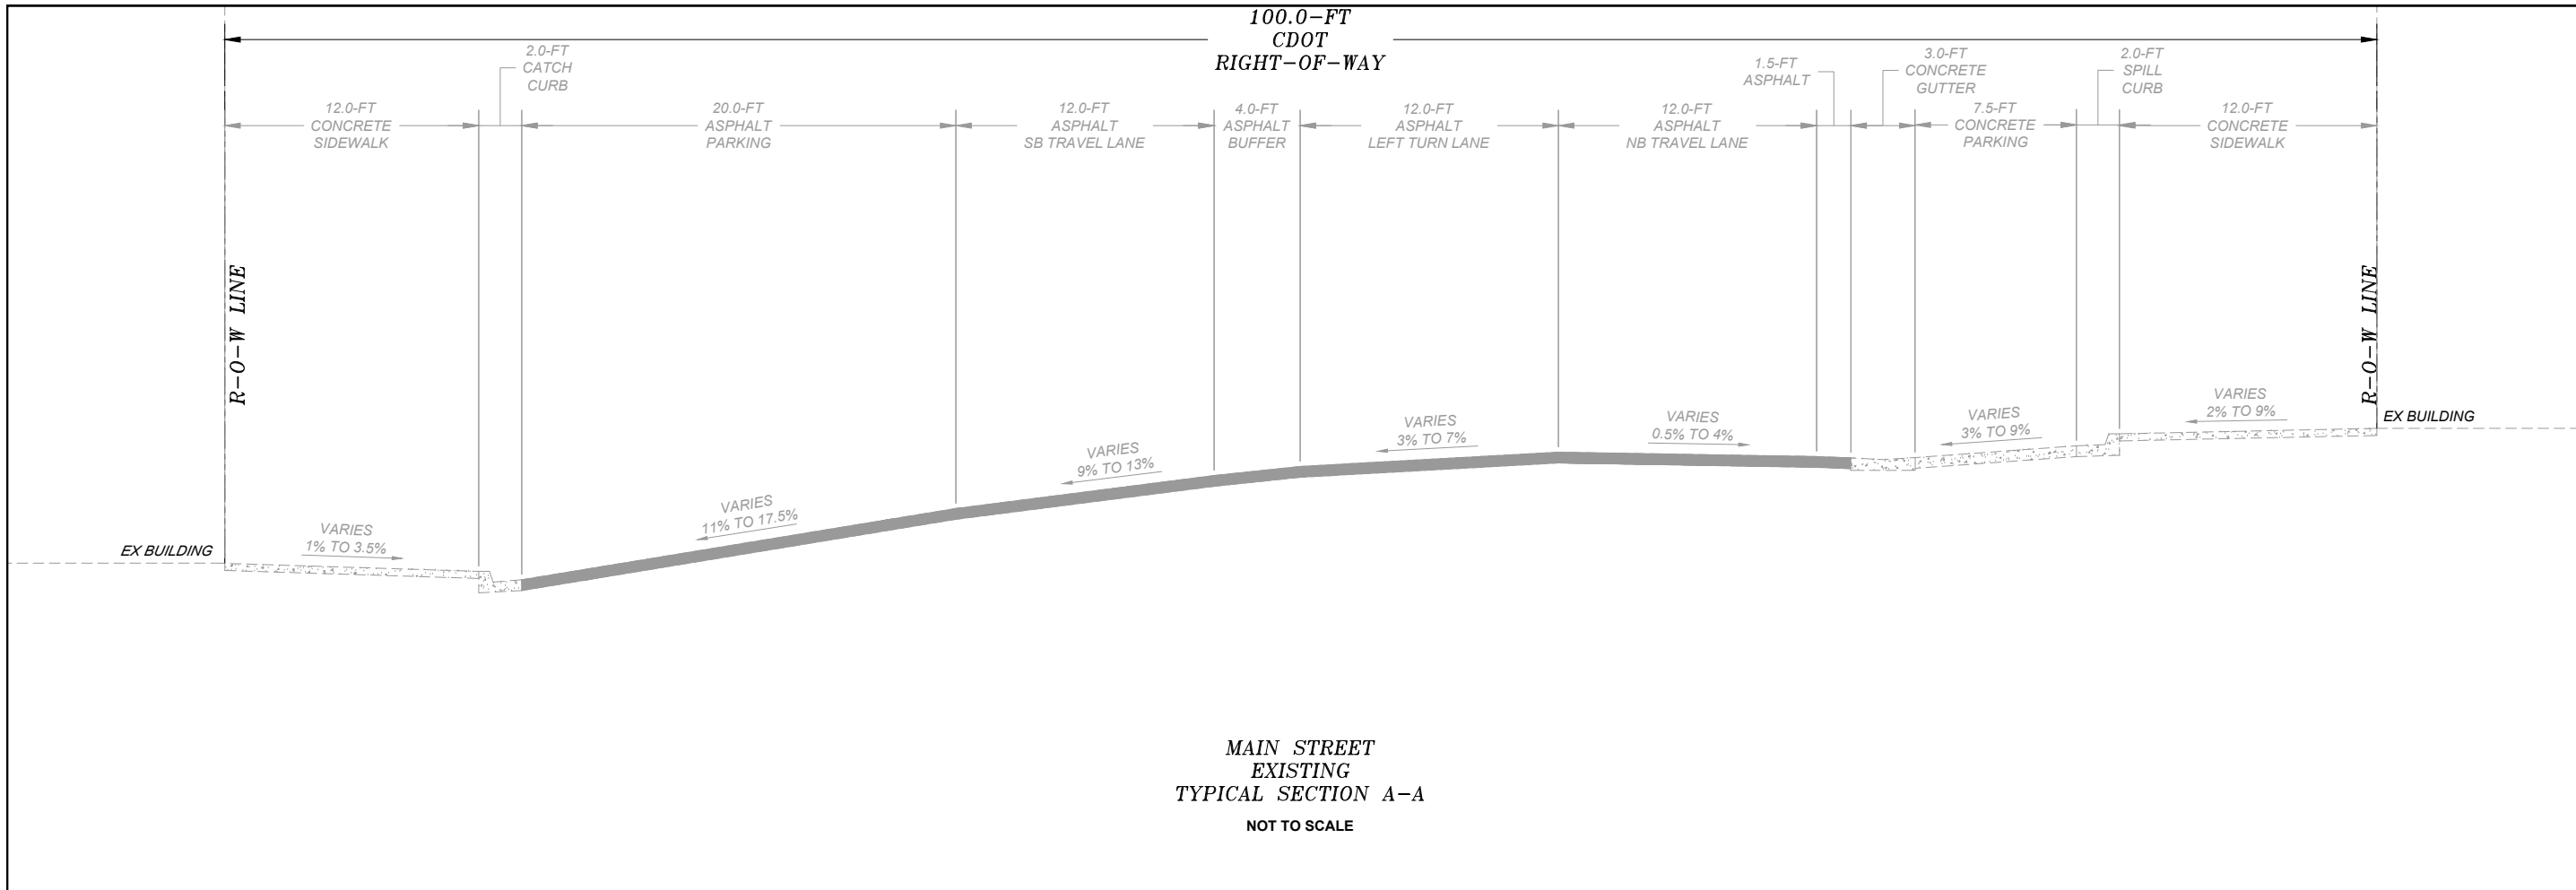 100.0-FT
CDOT
RIGHT-OF-WAY
2.0-FT
CATCH
CURB
1.5-FT
ASPHALT
3.0-FT
CONCRETE
GUTTER
2.0-FT
SPILL
CURB
12.0-FT
CONCRETE
SIDEWALK
20.0-FT
ASPHALT
PARKING
12.0-FT
ASPHALT
SB TRAVEL LANE
4.0-FT
ASPHALT
BUFFER
12.0-FT
ASPHALT
LEFT TURN LANE
12.0-FT
ASPHALT
NB TRAVEL LANE
7.5-FT
CONCRETE
PARKING
12.0-FT
CONCRETE
SIDEWALK
R-O-W LINE
R-O-W LINE
EX BUILDING
VARIES
1% TO 3.5%
VARIES
11% TO 17.5%
VARIES
9% TO 13%
VARIES
3% TO 7%
VARIES
0.5% TO 4%
VARIES
3% TO 9%
VARIES
2% TO 9%
EX BUILDING
MAIN STREET
EXISTING
TYPICAL SECTION A-A
NOT TO SCALE